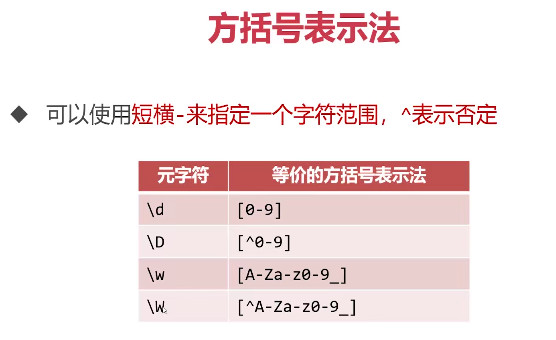 方括号表示法
◆ 可以使用短横-来指定一个字符范围，^表示否定
元字符 等价的方括号表示法
\d [0-9]
\D [^0-9]
\w [A-Za-z0-9_]
\W [^A-Za-z0-9_]